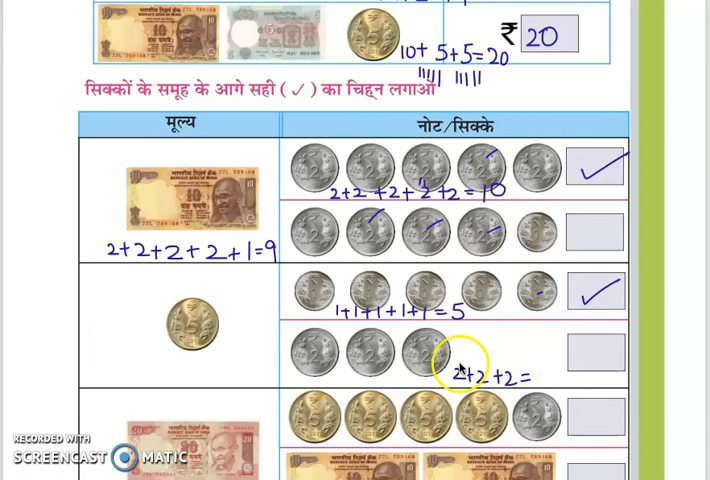 10+ 5+5=20
₹ 20
सिक्कों के समूह के आगे सही (✓) का चिह्न लगाओ
मूल्य
नोट/सिक्के
2+2+2+2+2=10
2+2+2+2+1=9
1+1+1+1+1=5
2+2+2=
RECORDED WITH
SCREENCAST MATIC